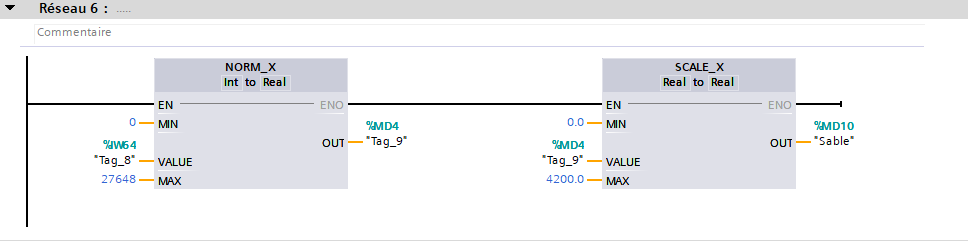 Réseau 6 : .....
Commentaire
NORM_X
Int to Real
EN ENO
0 MIN
%MD4
OUT "Tag_9"
%IW64
"Tag_8" VALUE
27648 MAX
SCALE_X
Real to Real
EN ENO
0.0 MIN
%MD10
OUT "Sable"
%MD4
"Tag_9" VALUE
4200.0 MAX